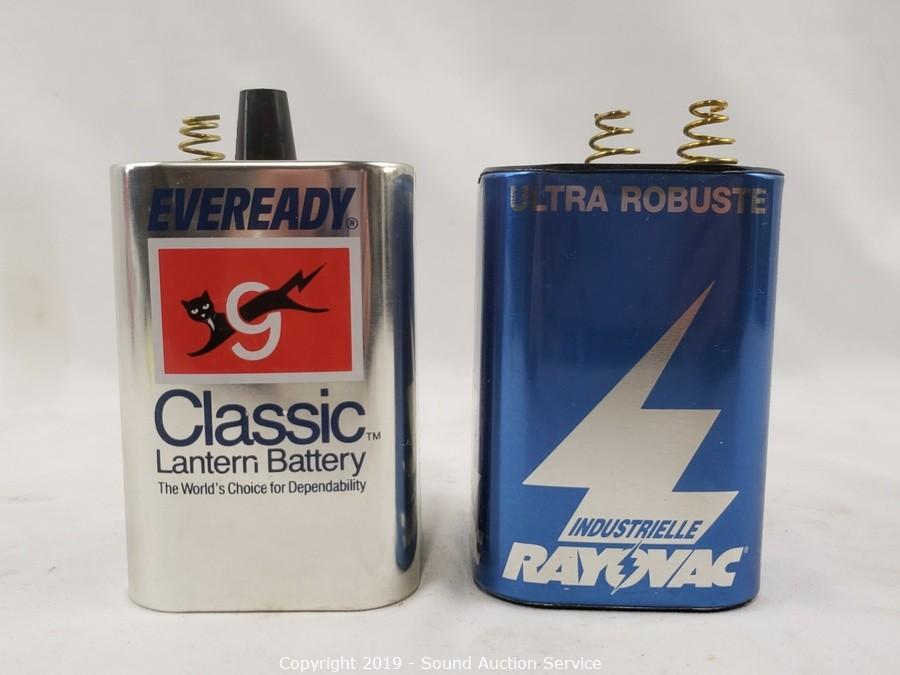 EVEREADY®
9
Classic™
Lantern Battery
The World's Choice for Dependability
ULTRA ROBUSTE
INDUSTRIELLE
RAYOVAC®
Copyright 2019 - Sound Auction Service